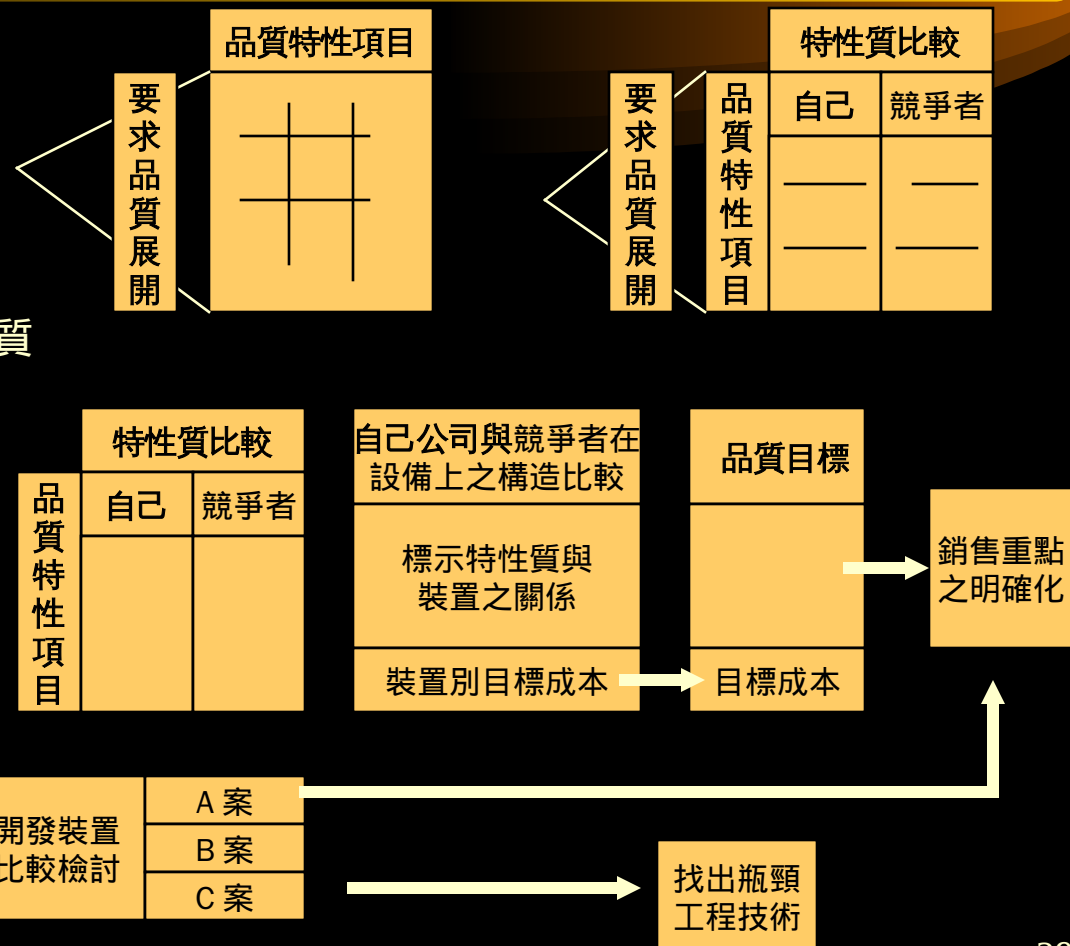 品質特性項目
要求品質展開
特性質比較
自己
競爭者
要求品質展開
品質特性項目
質
特性質比較
自己
競爭者
品質特性項目
自己公司與競爭者在
設備上之構造比較
標示特性質與
裝置之關係
裝置別目標成本
品質目標
目標成本
銷售重點
之明確化
開發裝置
比較檢討
A 案
B 案
C 案
找出瓶頸
工程技術